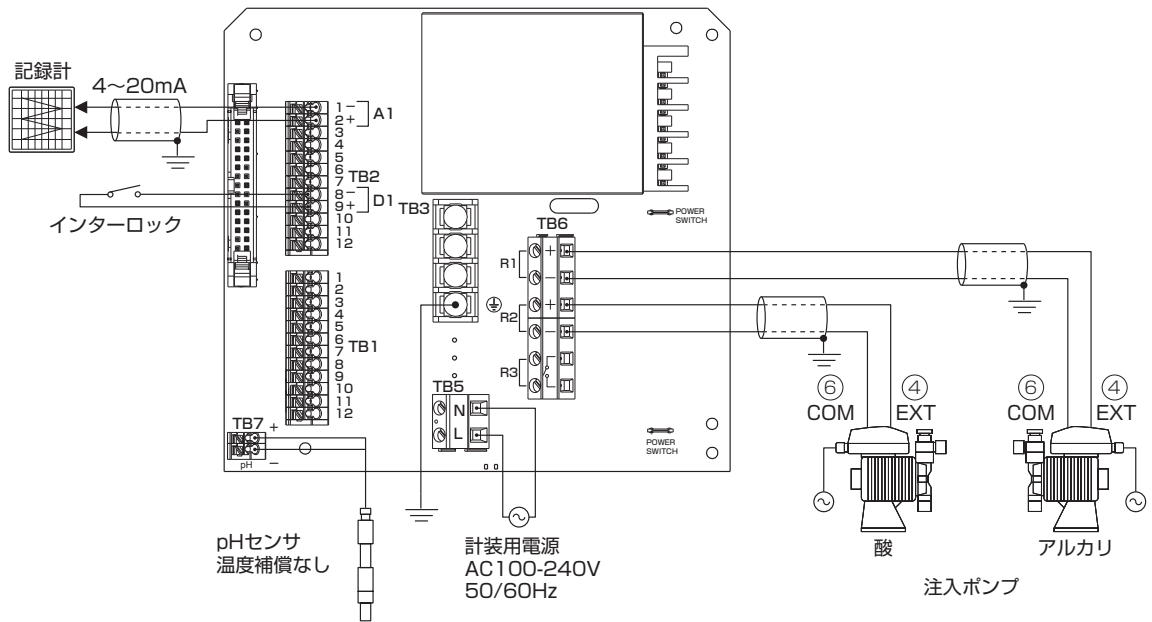 記録計
4〜20mA
インターロック
1 −
2 +
A1
3
4
5
6
7
TB2
8 −
9 +
D1
10
11
12
1
2
3
4
5
6
7
TB1
8
9
10
11
12
TB7
+
−
pH
TB3
TB5
N
L
POWER
SWITCH
TB6
R1
+
−
R2
+
−
R3
POWER
SWITCH
pHセンサ
温度補償なし
計装用電源
AC100-240V
50/60Hz
⑥ ④
COM EXT
酸
⑥ ④
COM EXT
アルカリ
注入ポンプ